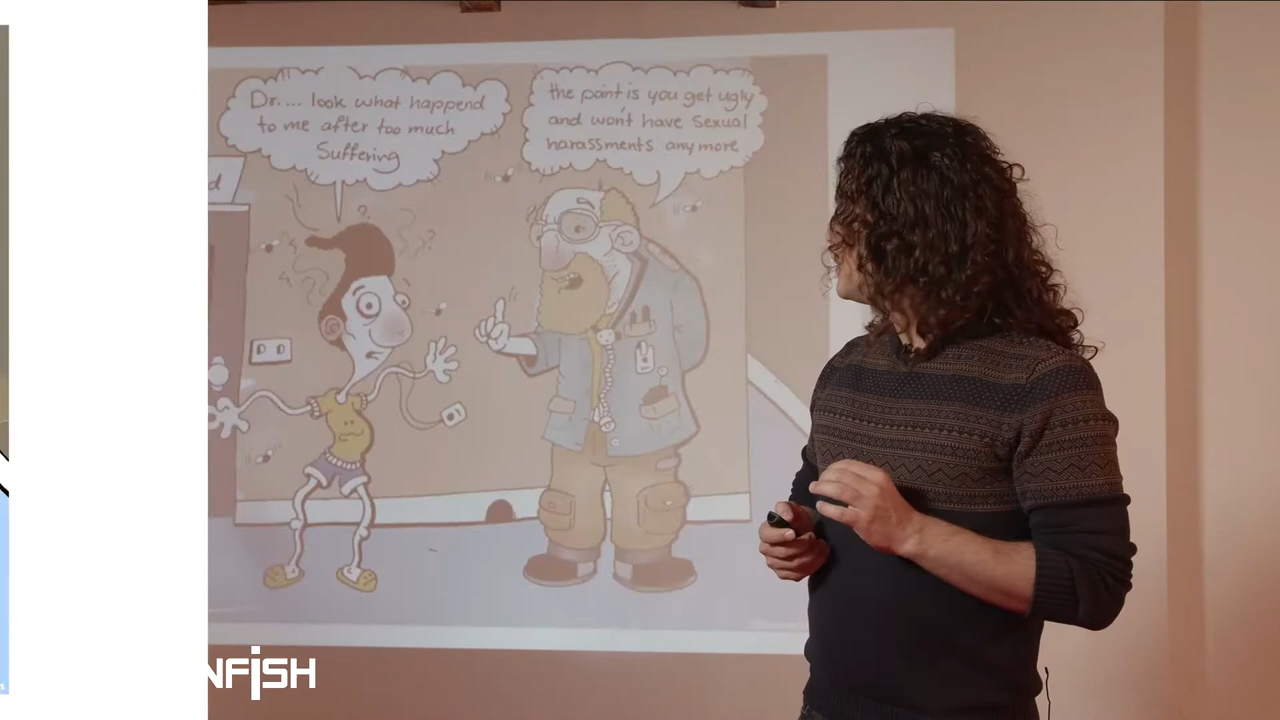 Dr.... look what happend
to me after too much
Suffering
the point is you get ugly
and won't have sexual
harassments any more
d
NFiSH